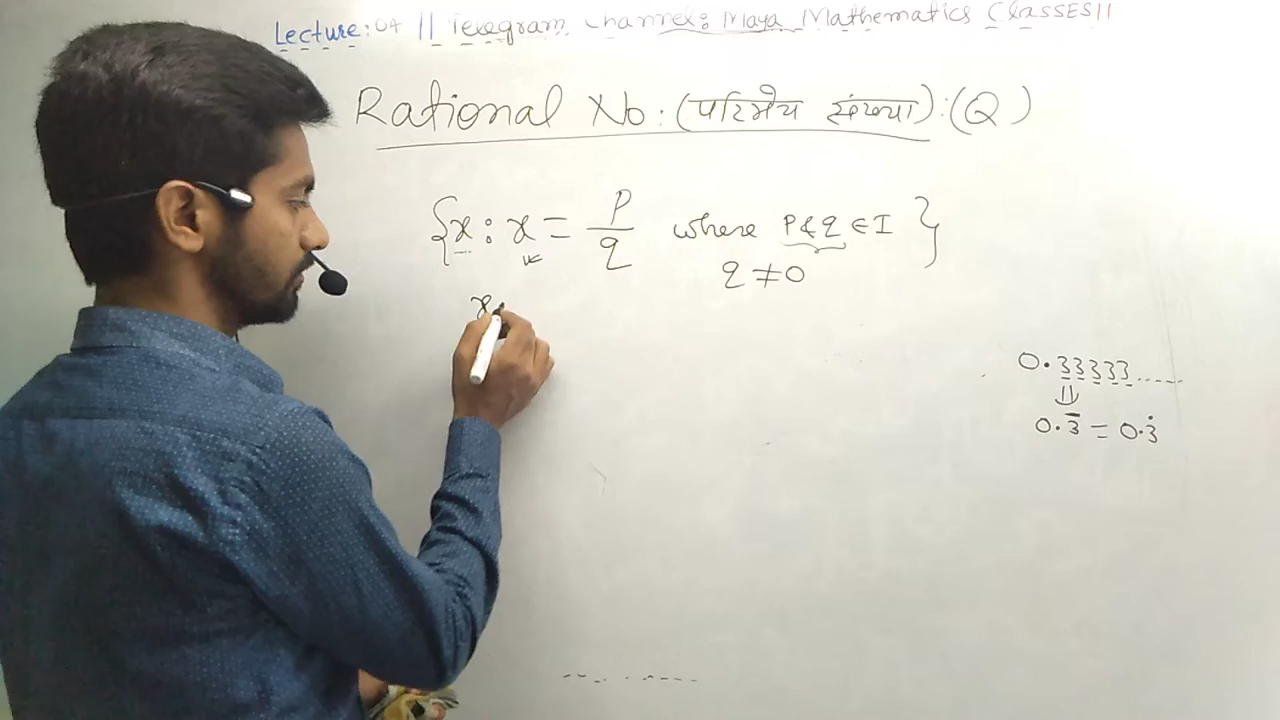 Lecture: 04 || Telegram Channel: Maya Mathematics Classes ||
Rational No: (परिमेय संख्या) : (Q)
{x : x = p/q where p & q ∈ I }
q ≠ 0
x
0.33333......
||
0.3̅ = 0.3̇